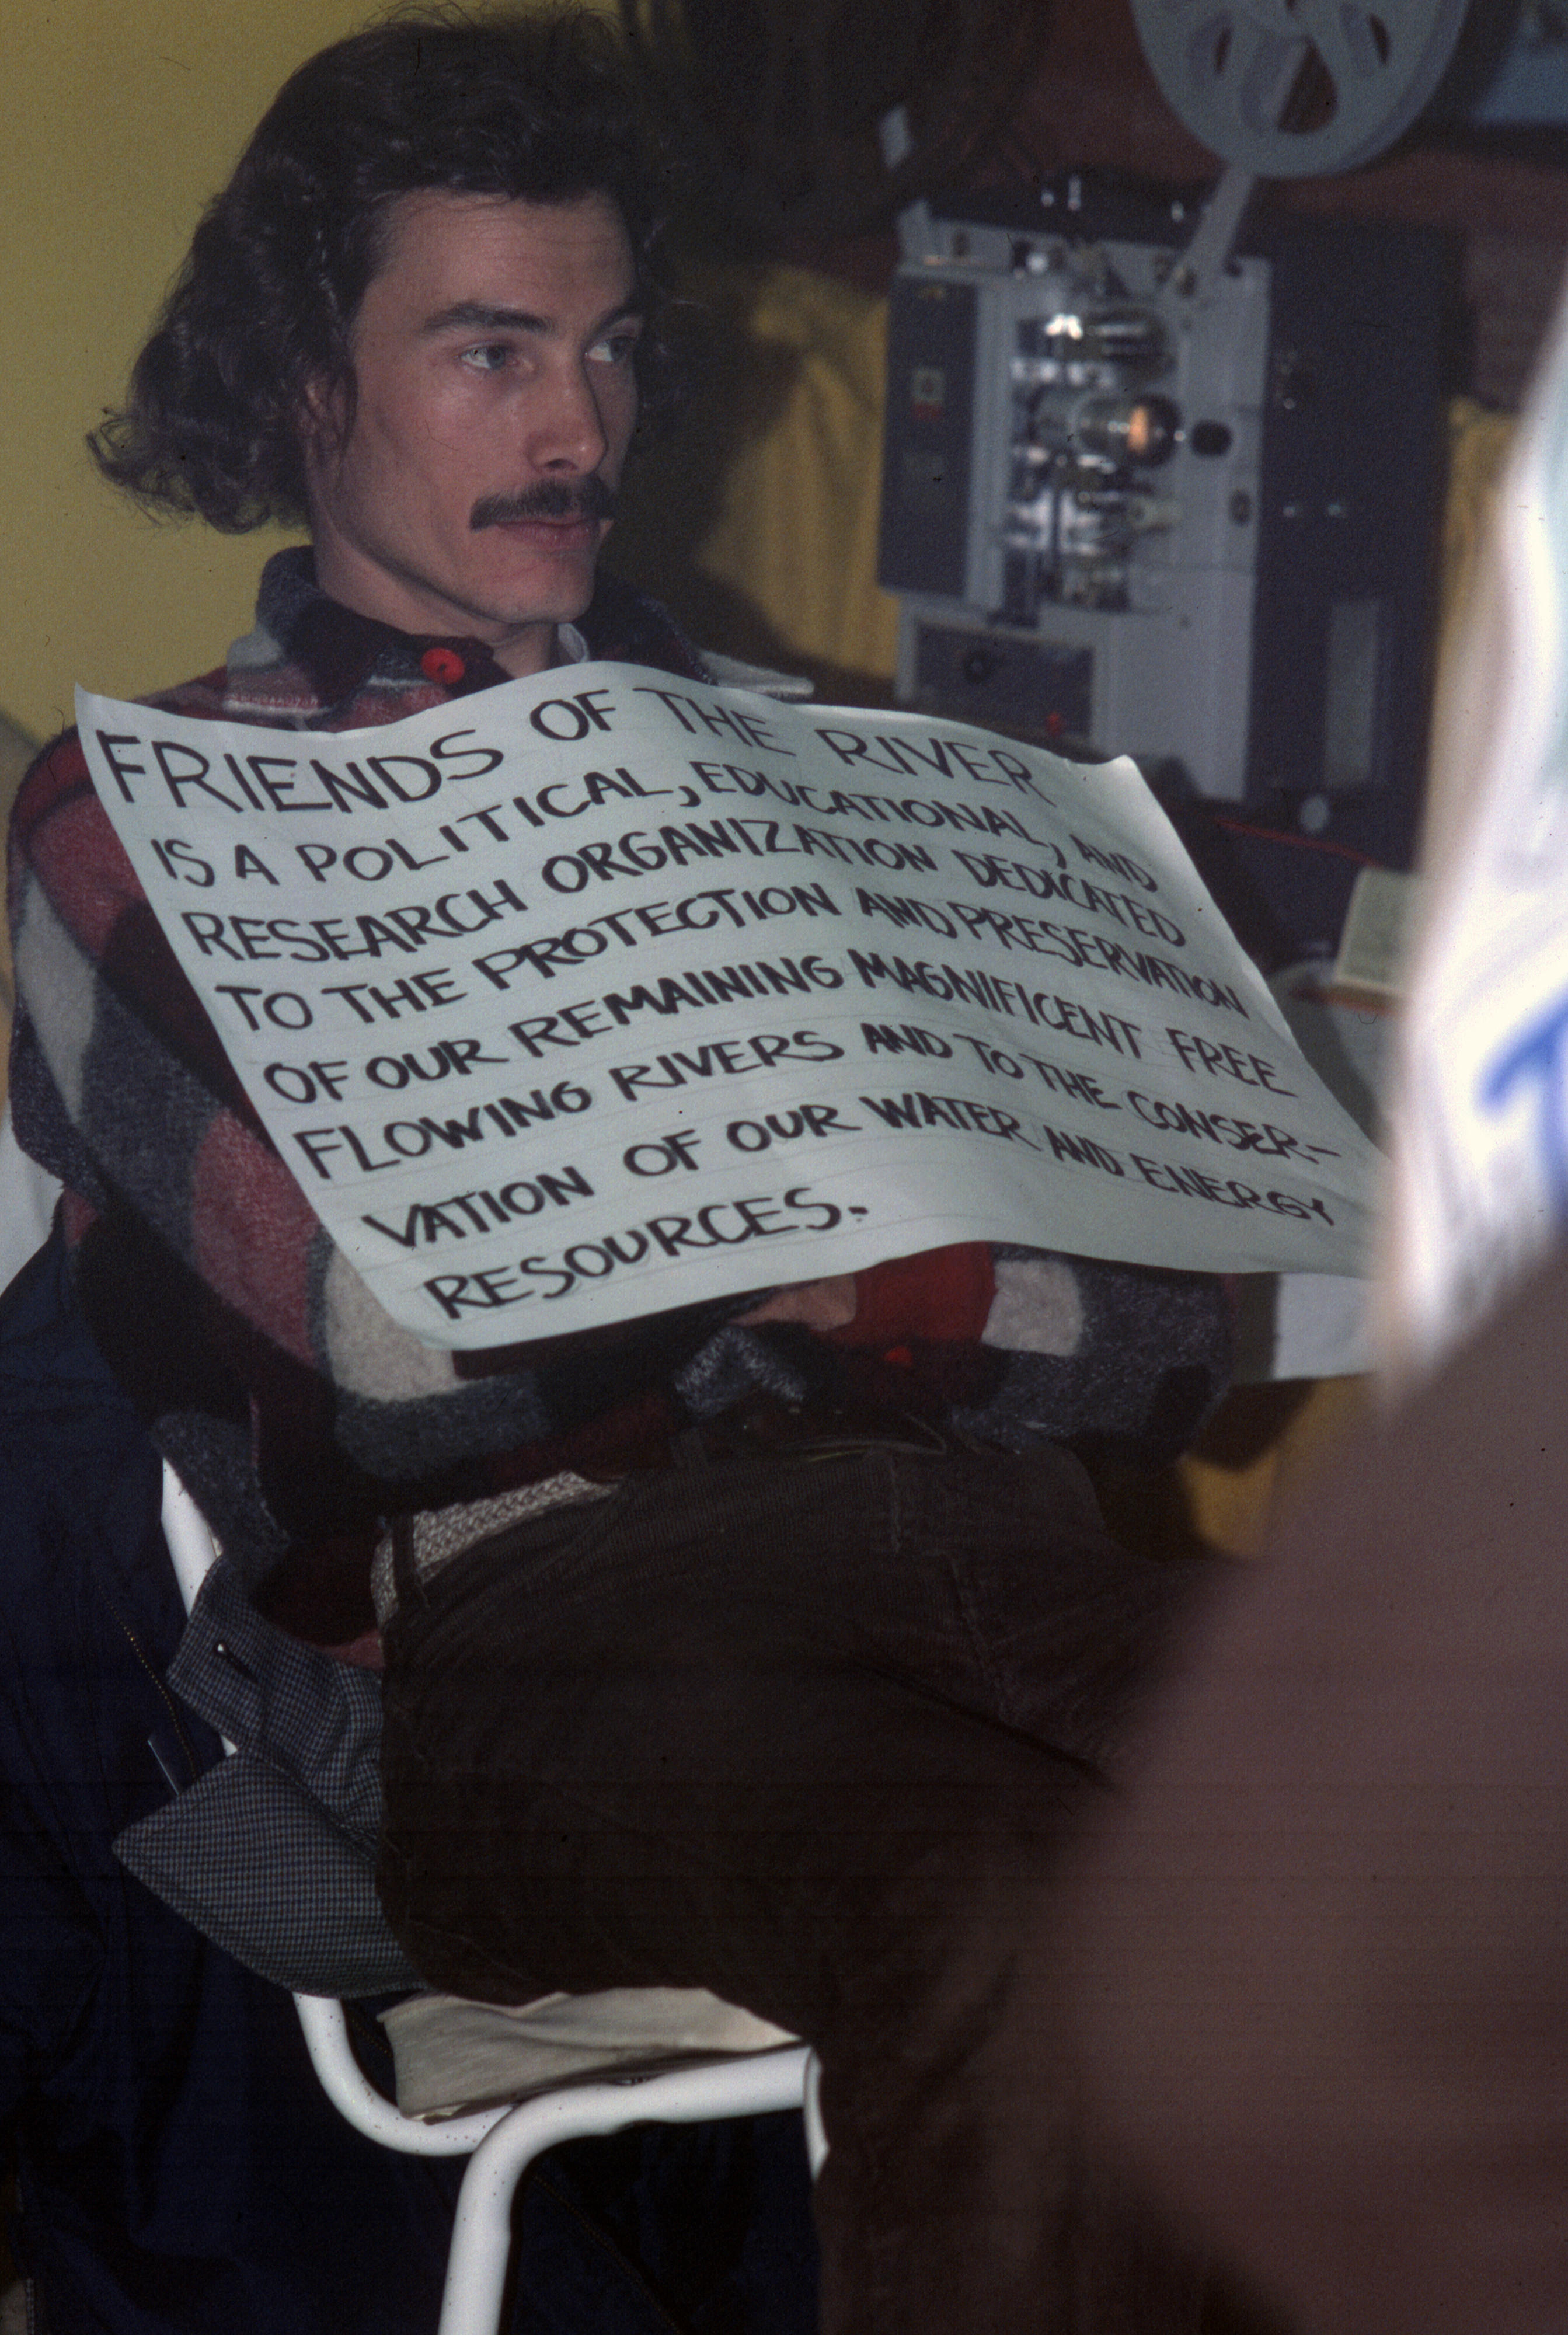 FRIENDS OF THE RIVER
IS A POLITICAL, EDUCATIONAL, AND
RESEARCH ORGANIZATION DEDICATED
TO THE PROTECTION AND PRESERVATION
OF OUR REMAINING MAGNIFICENT FREE
FLOWING RIVERS AND TO THE CONSER-
VATION OF OUR WATER AND ENERGY
RESOURCES.